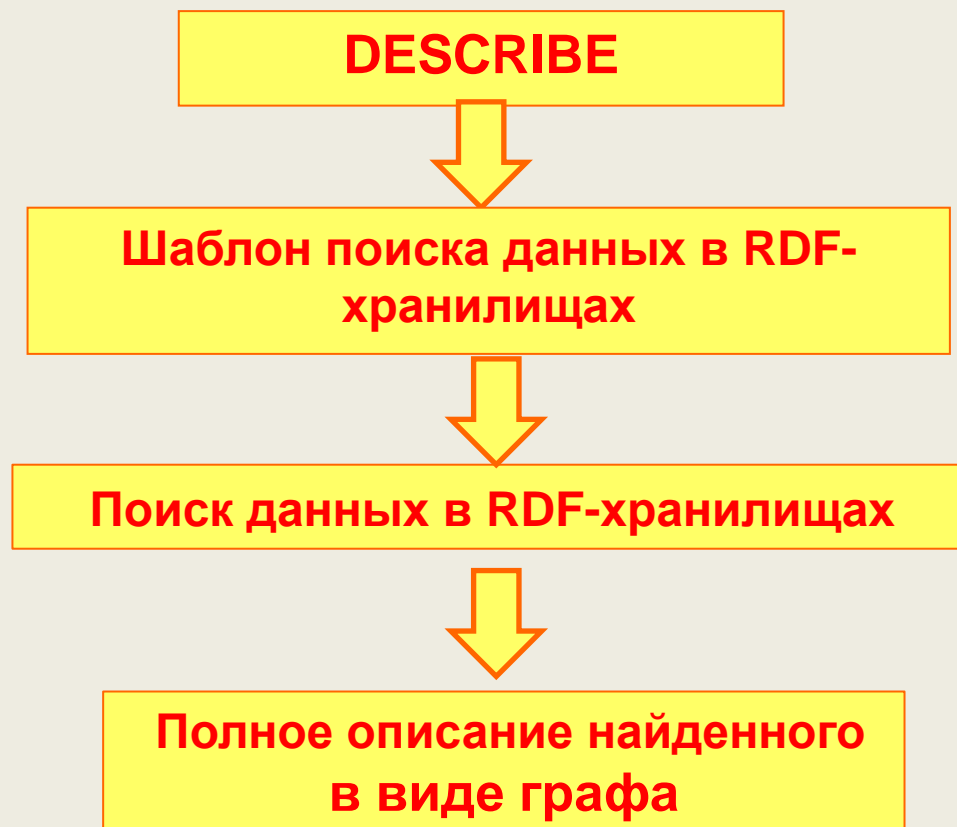 DESCRIBE
Шаблон поиска данных в RDF-
хранилищах
Поиск данных в RDF-хранилищах
Полное описание найденного
в виде графа